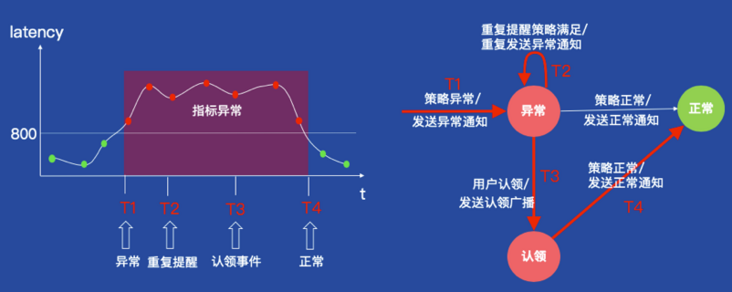 latency
800
指标异常
t
T1
T2
T3
T4
异常
重复提醒
认领事件
正常
重复提醒策略满足/
重复发送异常通知
T1
T2
策略异常/
发送异常通知
异常
策略正常/
发送正常通知
正常
用户认领/
发送认领广播
T3
策略正常/
发送正常通知
T4
认领